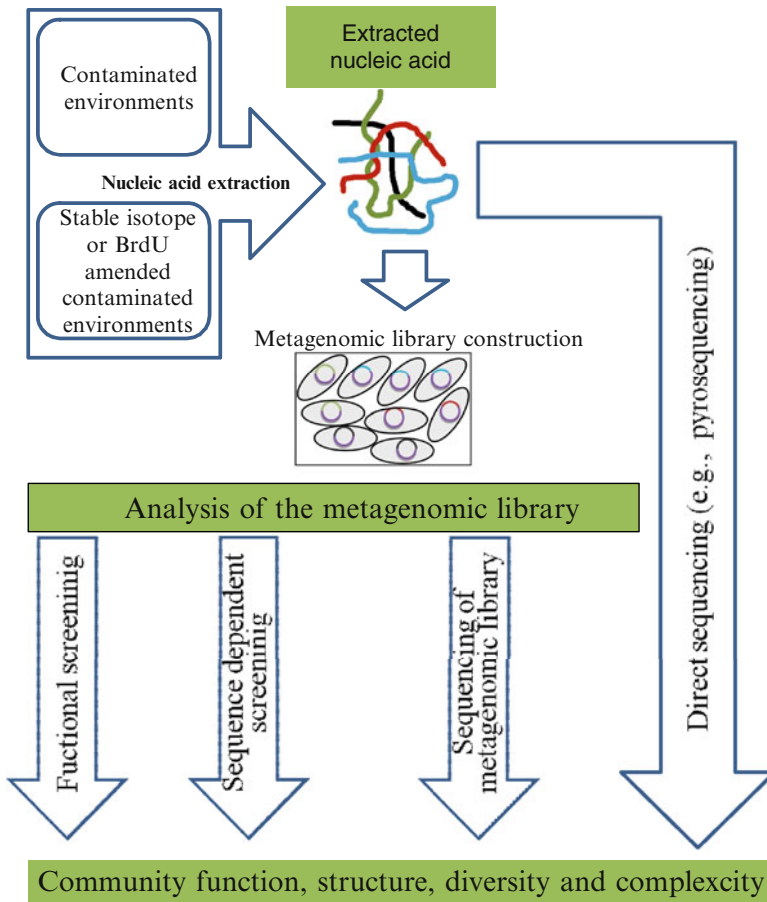 Extracted
nucleic acid
Contaminated
environments
Nucleic acid extraction
Stable isotope
or BrdU
amended
contaminated
environments
Metagenomic library construction
Analysis of the metagenomic library
Fuctional screeninig
Sequence dependent
screeninig
Sequencing of
metagenomic library
Direct sequencing (e.g., pyrosequencing)
Community function, structure, diversity and complexcity